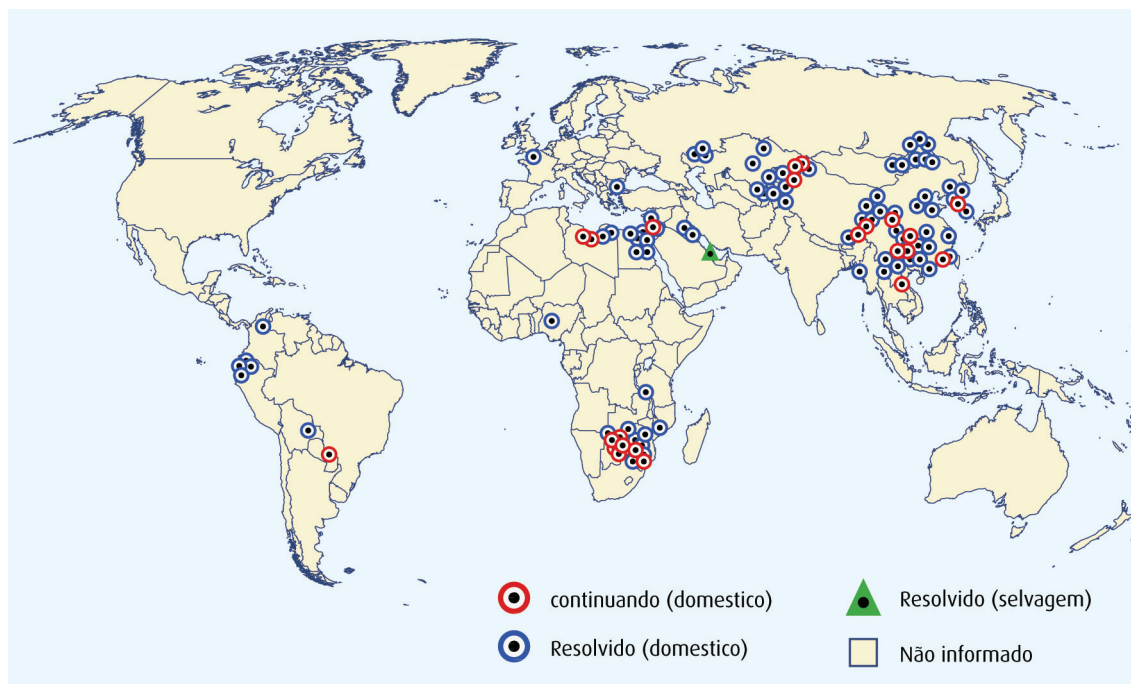 continuando (domestico)
Resolvido (domestico)
Resolvido (selvagem)
Não informado